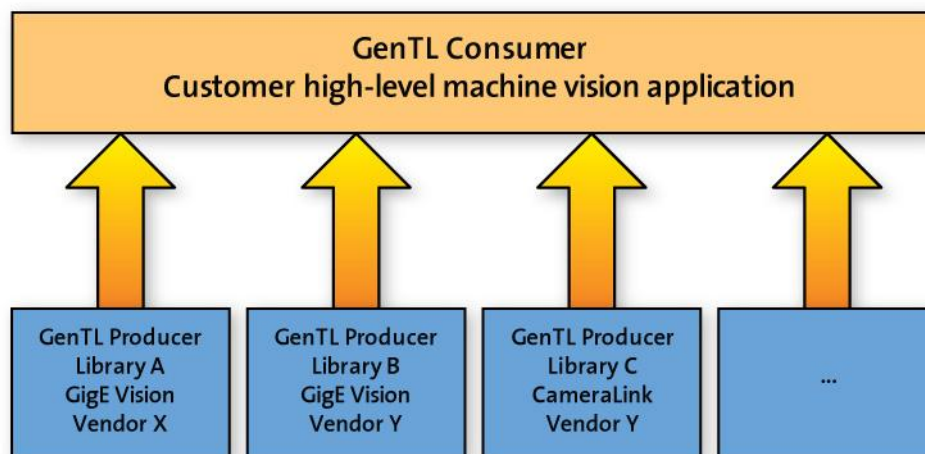 GenTL Consumer
Customer high-level machine vision application
GenTL Producer
Library A
GigE Vision
Vendor X
GenTL Producer
Library B
GigE Vision
Vendor Y
GenTL Producer
Library C
CameraLink
Vendor Y
...